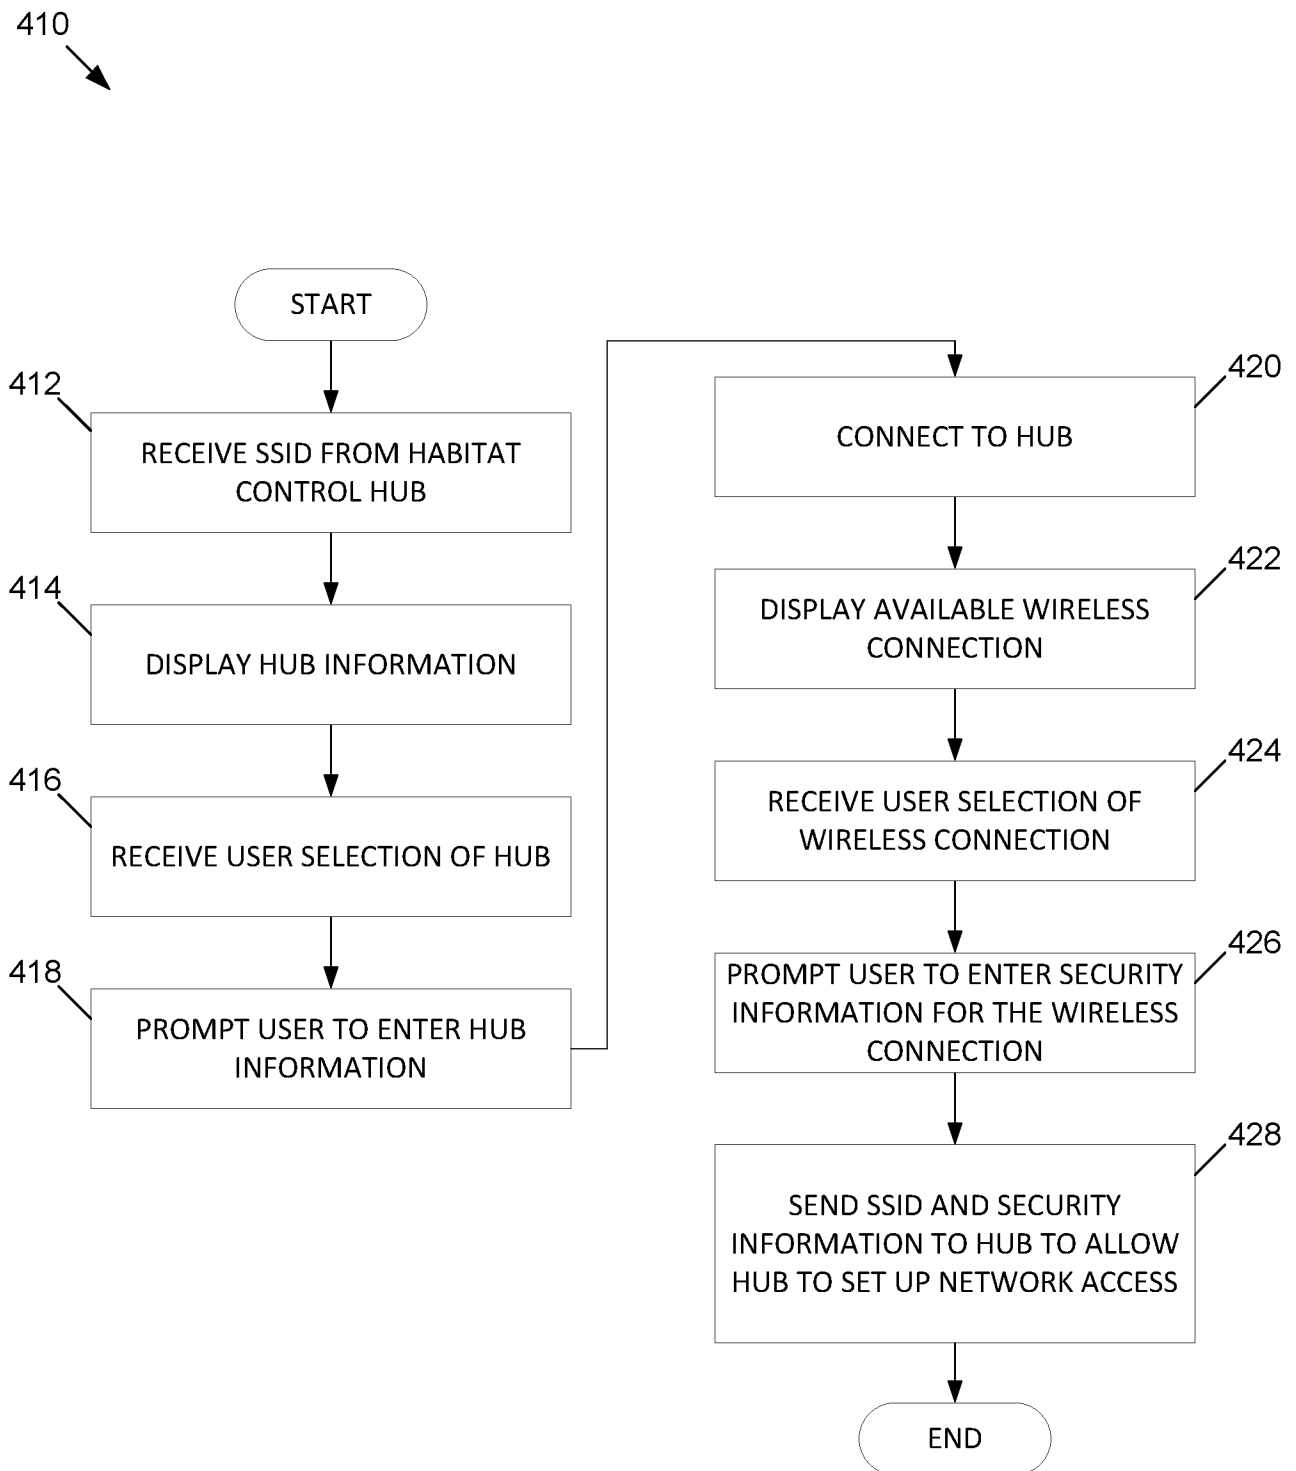 410
START
412
RECEIVE SSID FROM HABITAT
CONTROL HUB
414
DISPLAY HUB INFORMATION
416
RECEIVE USER SELECTION OF HUB
418
PROMPT USER TO ENTER HUB
INFORMATION
420
CONNECT TO HUB
422
DISPLAY AVAILABLE WIRELESS
CONNECTION
424
RECEIVE USER SELECTION OF
WIRELESS CONNECTION
426
PROMPT USER TO ENTER SECURITY
INFORMATION FOR THE WIRELESS
CONNECTION
428
SEND SSID AND SECURITY
INFORMATION TO HUB TO ALLOW
HUB TO SET UP NETWORK ACCESS
END